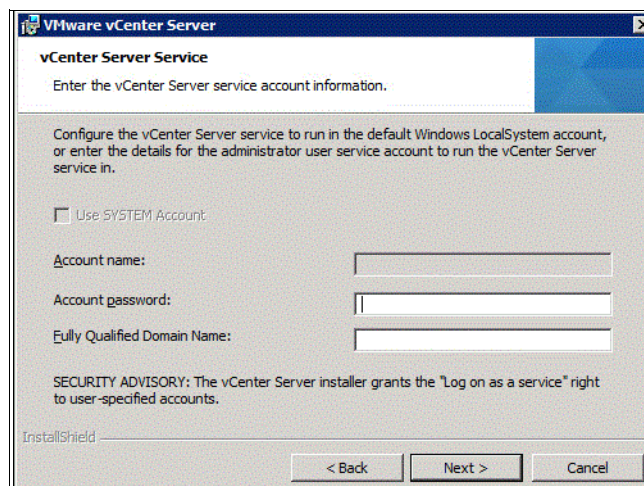 VMware vCenter Server
vCenter Server Service
Enter the vCenter Server service account information.
Configure the vCenter Server service to run in the default Windows LocalSystem account,
or enter the details for the administrator user service account to run the vCenter Server
service in.
Use SYSTEM Account
Account name:
Account password:
Fully Qualified Domain Name:
SECURITY ADVISORY: The vCenter Server installer grants the "Log on as a service" right
to user-specified accounts.
InstallShield
< Back Next > Cancel